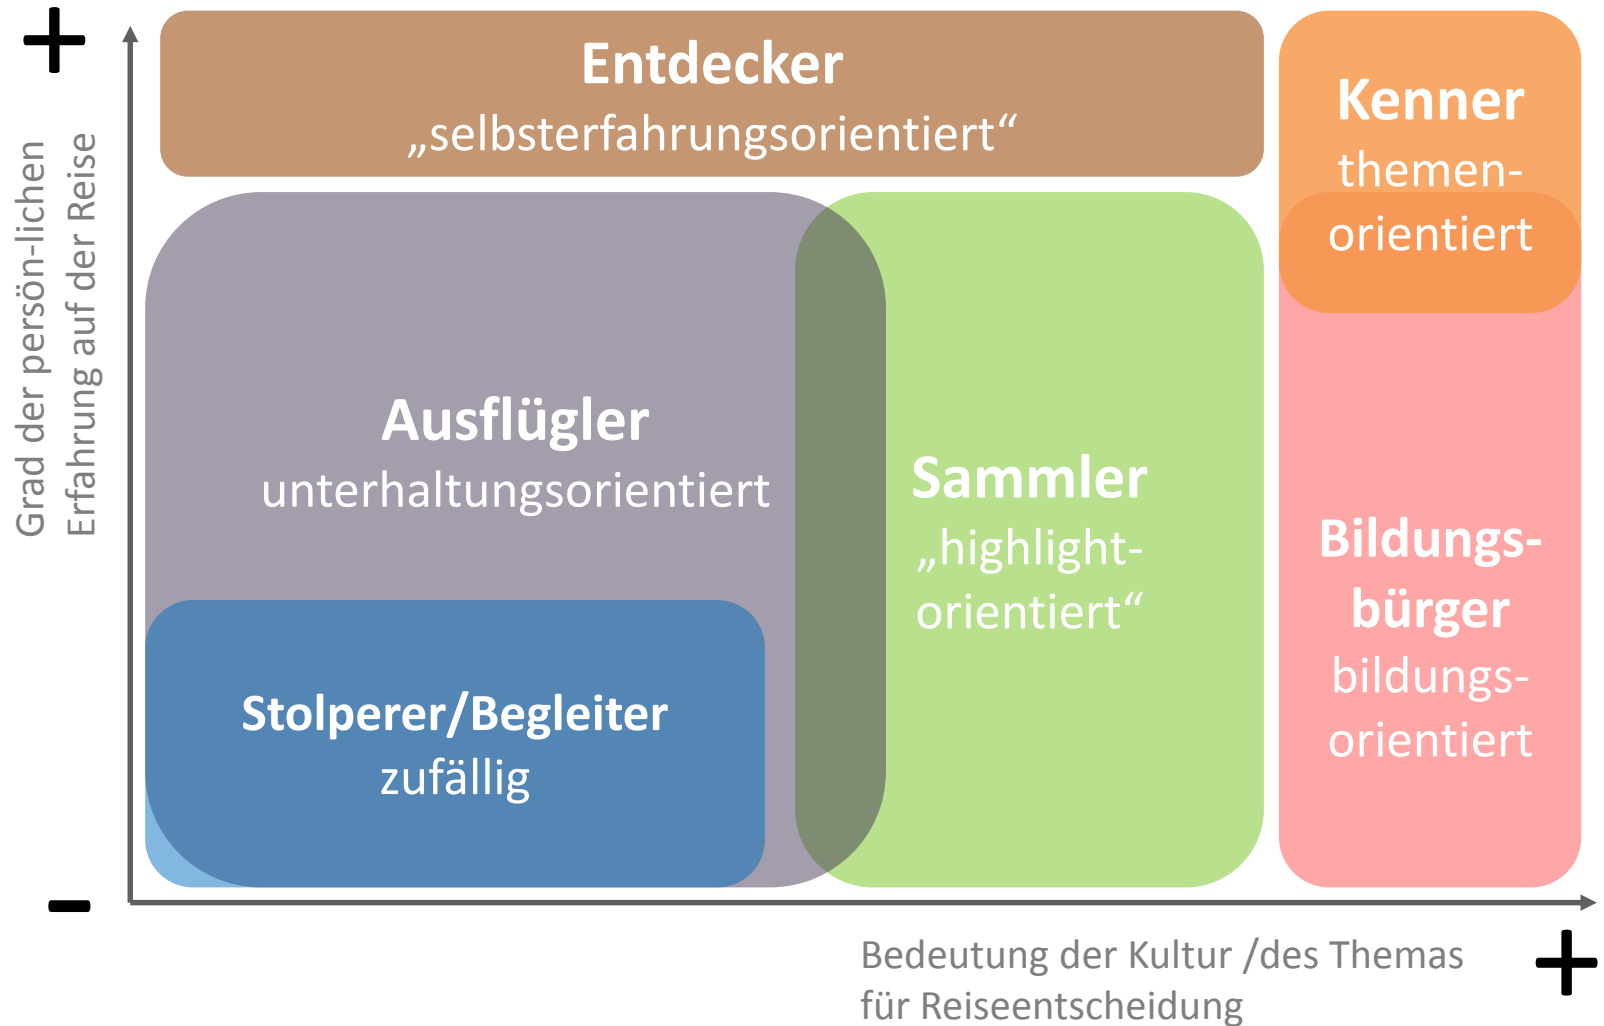 +
Grad der persön-lichen
Erfahrung auf der Reise
Entdecker
„selbsterfahrungsorientiert“
Kenner
themen-
orientiert
Ausflügler
unterhaltungsorientiert
Sammler
„highlight-
orientiert“
Bildungs-
bürger
bildungs-
orientiert
Stolperer/Begleiter
zufällig
-
Bedeutung der Kultur /des Themas
für Reiseentscheidung
+